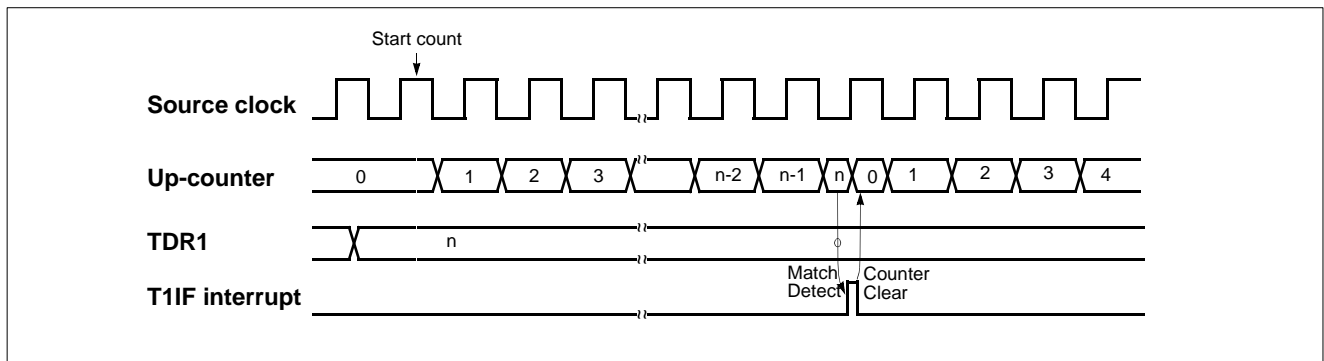 Start count
Source clock
Up-counter
0 1 2 3 n-2 n-1 n 0 1 2 3 4
TDR1
n
Match
Detect
Counter
Clear
T1IF interrupt